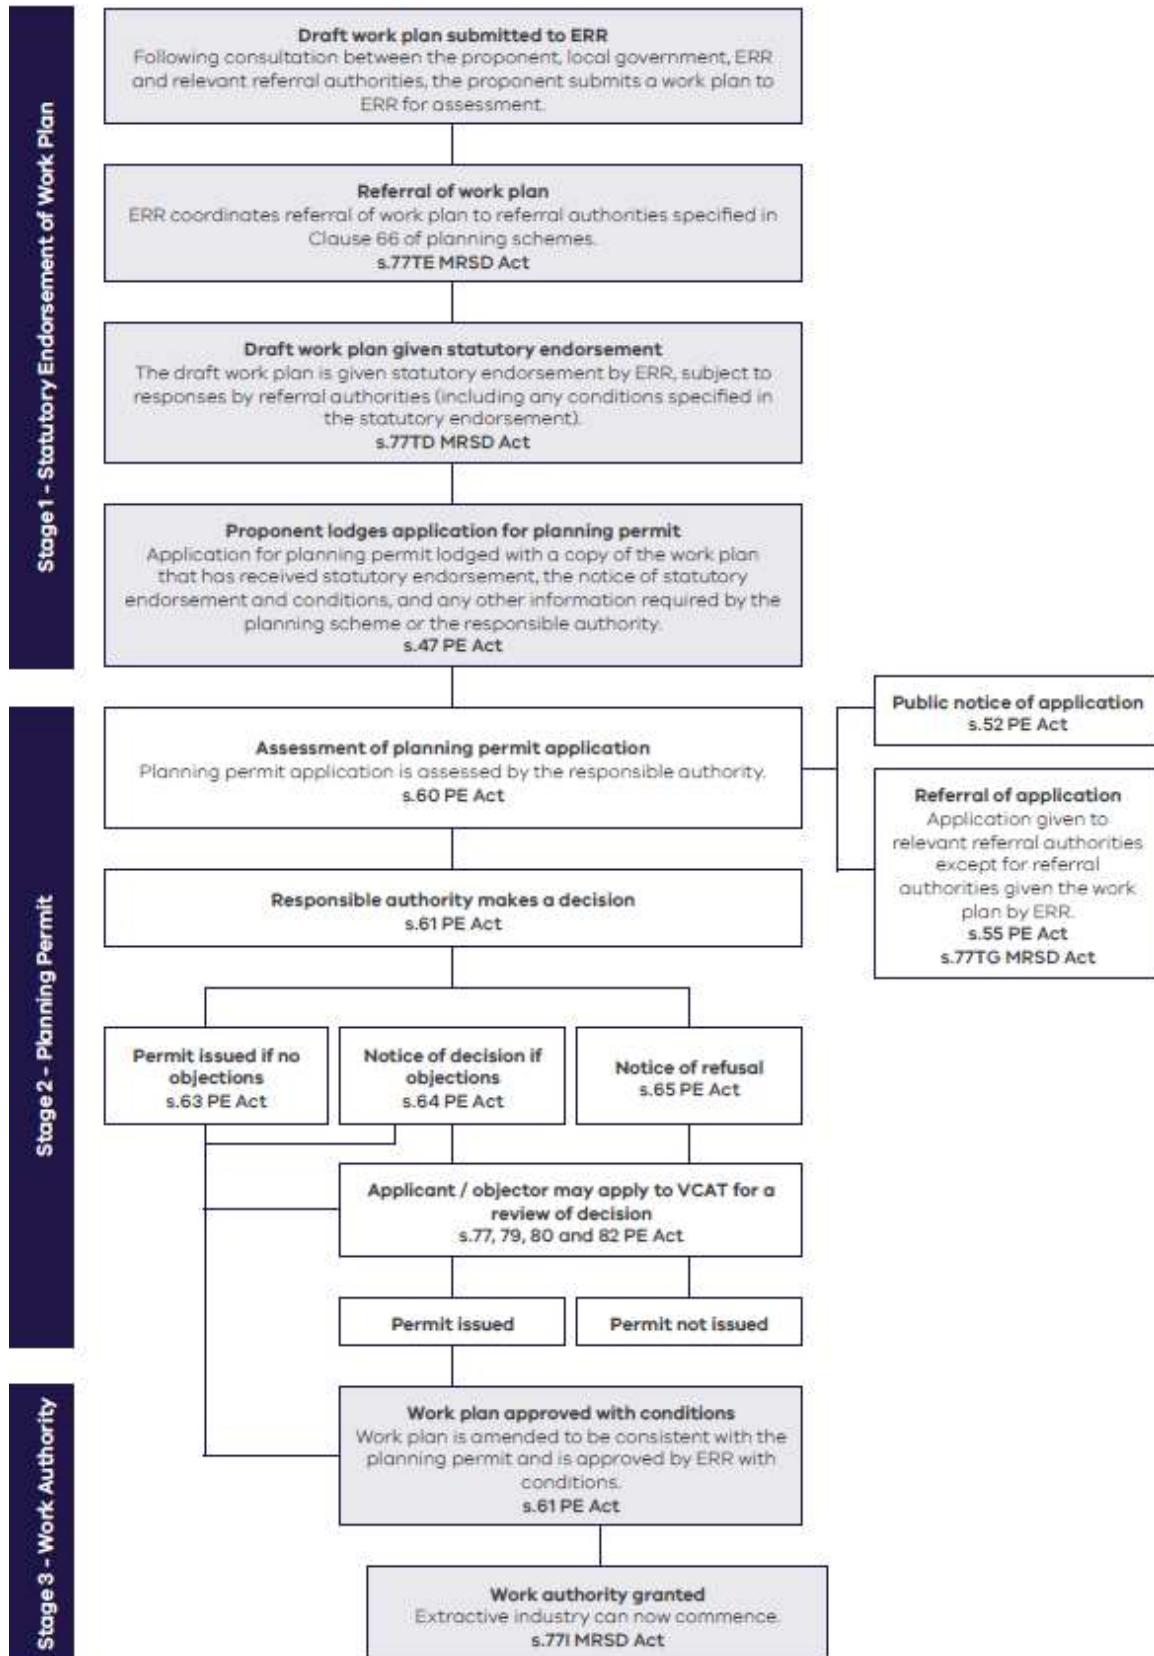 Stage 1 - Statutory Endorsement of Work Plan
Draft work plan submitted to ERR
Following consultation between the proponent, local government, ERR
and relevant referral authorities, the proponent submits a work plan to
ERR for assessment.
Referral of work plan
ERR coordinates referral of work plan to referral authorities specified in
Clause 66 of planning schemes.
s.77TE MRSD Act
Draft work plan given statutory endorsement
The draft work plan is given statutory endorsement by ERR, subject to
responses by referral authorities (including any conditions specified in
the statutory endorsement).
s.77TD MRSD Act
Proponent lodges application for planning permit
Application for planning permit lodged with a copy of the work plan
that has received statutory endorsement, the notice of statutory
endorsement and conditions, and any other information required by the
planning scheme or the responsible authority.
s.47 PE Act
Stage 2 - Planning Permit
Assessment of planning permit application
Planning permit application is assessed by the responsible authority.
s.60 PE Act
Public notice of application
s.52 PE Act
Referral of application
Application given to
relevant referral authorities
except for referral
authorities given the work
plan by ERR.
s.55 PE Act
s.77TG MRSD Act
Responsible authority makes a decision
s.61 PE Act
Permit issued if no
objections
s.63 PE Act
Notice of decision if
objections
s.64 PE Act
Notice of refusal
s.65 PE Act
Applicant / objector may apply to VCAT for a
review of decision
s.77, 79, 80 and 82 PE Act
Permit issued
Permit not issued
Stage 3 - Work Authority
Work plan approved with conditions
Work plan is amended to be consistent with the
planning permit and is approved by ERR with
conditions.
s.61 PE Act
Work authority granted
Extractive industry can now commence.
s.77I MRSD Act